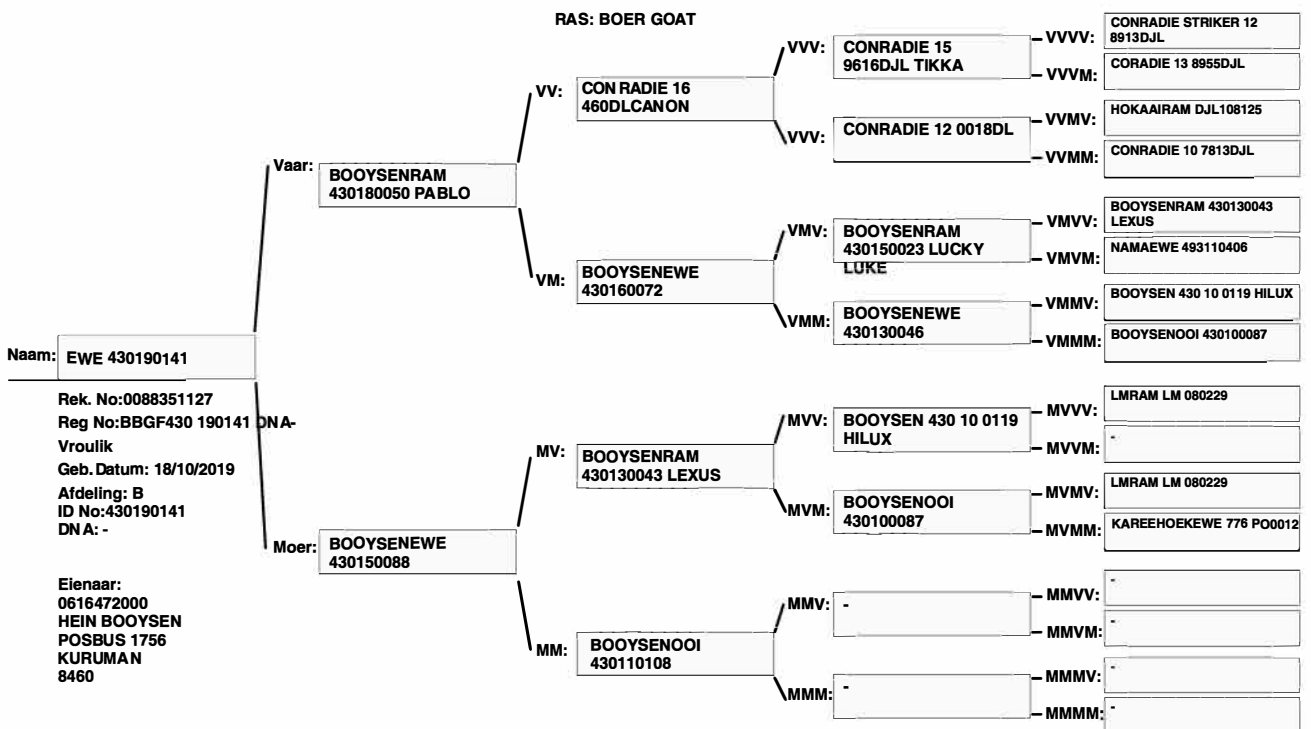 RAS: BOER GOAT
Naam:
EWE 430190141
Rek. No:0088351127
Reg No:BBGF430 190141 DNA-
Vroulik
Geb. Datum: 18/10/2019
Afdeling: B
ID No:430190141
DNA: -
Eienaar:
0616472000
HEIN BOOYSEN
POSBUS 1756
KURUMAN
8460
Vaar:
BOOYSENRAM
430180050 PABLO
Moer:
BOOYSENEWE
430150088
VV:
CONRADIE 16
460DLCANON
VM:
BOOYSENEWE
430160072
MV:
BOOYSENRAM
430130043 LEXUS
MM:
BOOYSENOOI
430110108
VVV:
CONRADIE 15
9616DJL TIKKA
VVV:
CONRADIE 12 0018DL
VMV:
BOOYSENRAM
430150023 LUCKY
LUKE
VMM:
BOOYSENEWE
430130046
MVV:
BOOYSEN 430 10 0119
HILUX
MVM:
BOOYSENOOI
430100087
MMV:
-
MMM:
-
VVVV:
CONRADIE STRIKER 12
8913DJL
VVVM:
CORADIE 13 8955DJL
VVMV:
HOKAAIRAM DJL108125
VVMM:
CONRADIE 10 7813DJL
VMVV:
BOOYSENRAM 430130043
LEXUS
VMVM:
NAMAEWE 493110406
VMMV:
BOOYSEN 430 10 0119 HILUX
VMMM:
BOOYSENOOI 430100087
MVVV:
LMRAM LM 080229
MVVM:
-
MVMV:
LMRAM LM 080229
MVMM:
KAREEHOEKEWE 776 PO0012
MMVV:
-
MMVM:
-
MMMV:
-
MMMM:
-